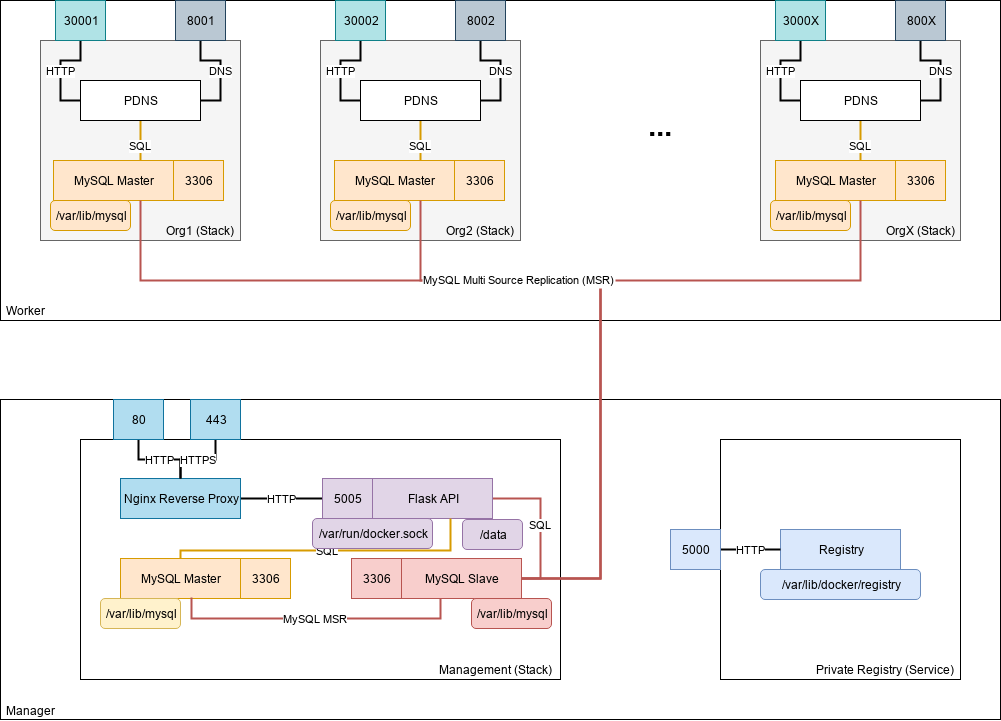 30001
8001
30002
8002
3000X
800X
HTTP
DNS
HTTP
DNS
HTTP
DNS
PDNS
PDNS
...
PDNS
SQL
SQL
SQL
MySQL Master
3306
MySQL Master
3306
MySQL Master
3306
/var/lib/mysql
/var/lib/mysql
/var/lib/mysql
Org1 (Stack)
Org2 (Stack)
OrgX (Stack)
MySQL Multi Source Replication (MSR)
Worker
80
443
HTTP
HTTPS
Nginx Reverse Proxy
HTTP
5005
Flask API
/var/run/docker.sock
/data
SQL
SQL
5000
HTTP
Registry
/var/lib/docker/registry
MySQL Master
3306
3306
MySQL Slave
/var/lib/mysql
MySQL MSR
/var/lib/mysql
Management (Stack)
Private Registry (Service)
Manager